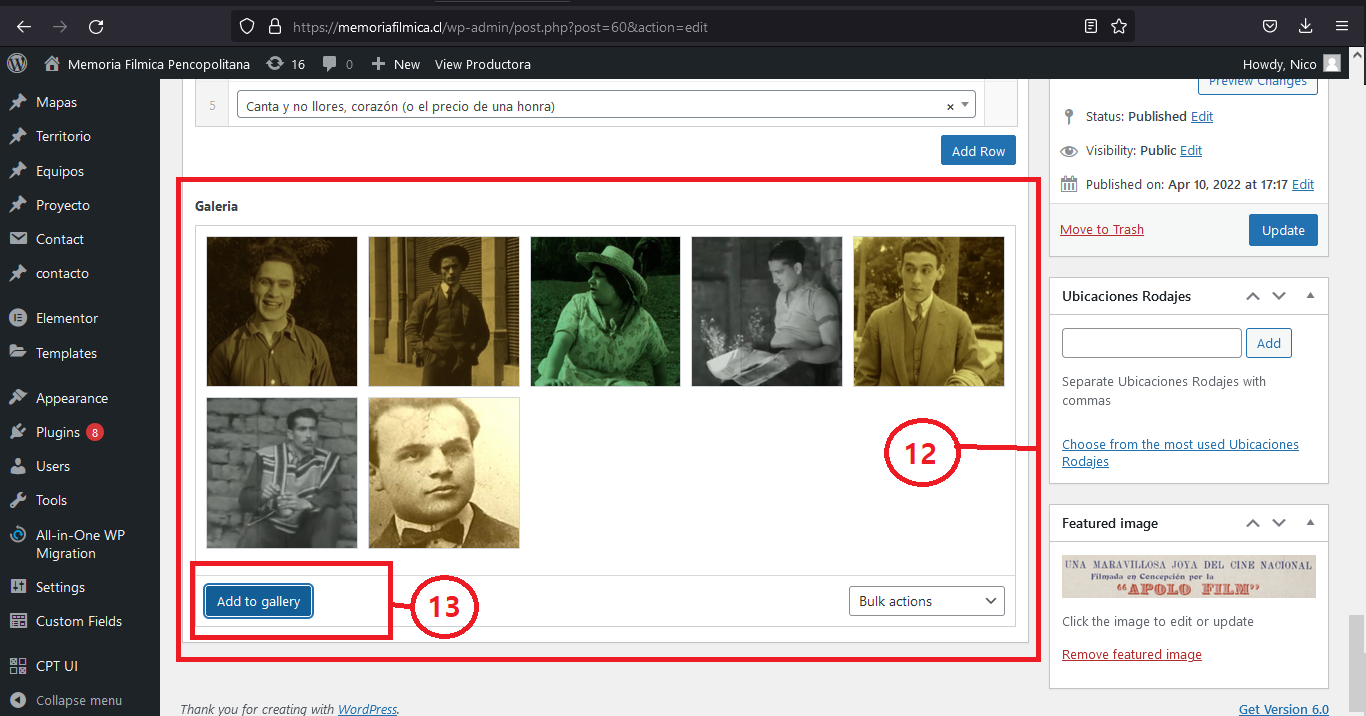 https://memoriafilmica.cl/wp-admin/post.php?post=60&action=edit
Memoria Filmica Pencopolitana
16
0
New
View Productora
Howdy, Nico
Mapas
Territorio
Equipos
Proyecto
Contact
contacto
Elementor
Templates
Appearance
Plugins 8
Users
Tools
All-in-One WP
Migration
Settings
Custom Fields
CPT UI
Collapse menu
5
Canta y no llores, corazón (o el precio de una honra)
× 
Add Row
Galeria
12
Add to gallery
13
Bulk actions
Thank you for creating with WordPress.
Preview Changes
Status: Published Edit
Visibility: Public Edit
Published on: Apr 10, 2022 at 17:17 Edit
Move to Trash
Update
Ubicaciones Rodajes
Add
Separate Ubicaciones Rodajes with
commas
Choose from the most used Ubicaciones
Rodajes
Featured image
UNA MARAVILLOSA JOYA DEL CINE NACIONAL
Filmada en Concepción por la
"APOLO FILM"
Click the image to edit or update
Remove featured image
Get Version 6.0